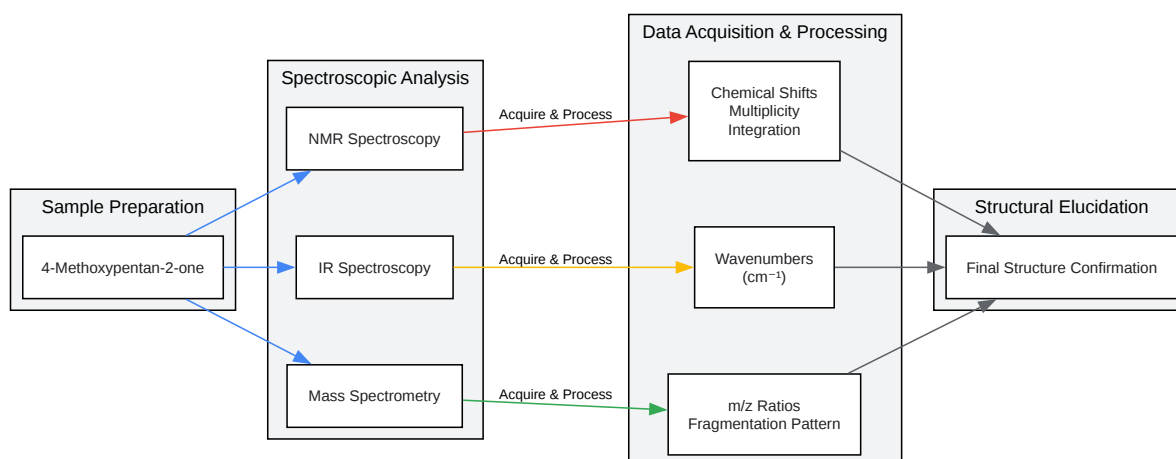 Sample Preparation
4-Methoxypentan-2-one
Spectroscopic Analysis
NMR Spectroscopy
IR Spectroscopy
Mass Spectrometry
Acquire & Process
Acquire & Process
Acquire & Process
Data Acquisition & Processing
Chemical Shifts
Multiplicity
Integration
Wavenumbers
(cm⁻¹)
m/z Ratios
Fragmentation Pattern
Structural Elucidation
Final Structure Confirmation